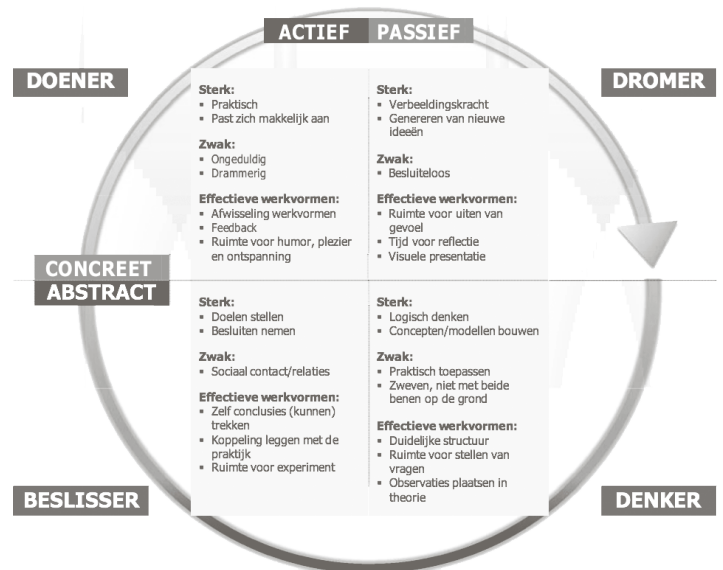 ACTIEF PASSIEF
DOENER
DROMER
Sterk:
▪ Praktisch
▪ Past zich makkelijk aan
Zwak:
▪ Ongeduldig
▪ Drammerig
Effectieve werkvormen:
▪ Afwisseling werkvormen
▪ Feedback
▪ Ruimte voor humor, plezier
en ontspanning
Sterk:
▪ Verbeeldingskracht
▪ Genereren van nieuwe
ideeën
Zwak:
▪ Besluiteloos
Effectieve werkvormen:
▪ Ruimte voor uiten van
gevoel
▪ Tijd voor reflectie
▪ Visuele presentatie
CONCREET
ABSTRACT
Sterk:
▪ Doelen stellen
▪ Besluiten nemen
Zwak:
▪ Sociaal contact/relaties
Effectieve werkvormen:
▪ Zelf conclusies (kunnen)
trekken
▪ Koppeling leggen met de
praktijk
▪ Ruimte voor experiment
Sterk:
▪ Logisch denken
▪ Concepten/modellen bouwen
Zwak:
▪ Praktisch toepassen
▪ Zweven, niet met beide
benen op de grond
Effectieve werkvormen:
▪ Duidelijke structuur
▪ Ruimte voor stellen van
vragen
▪ Observaties plaatsen in
theorie
BESLISSER
DENKER